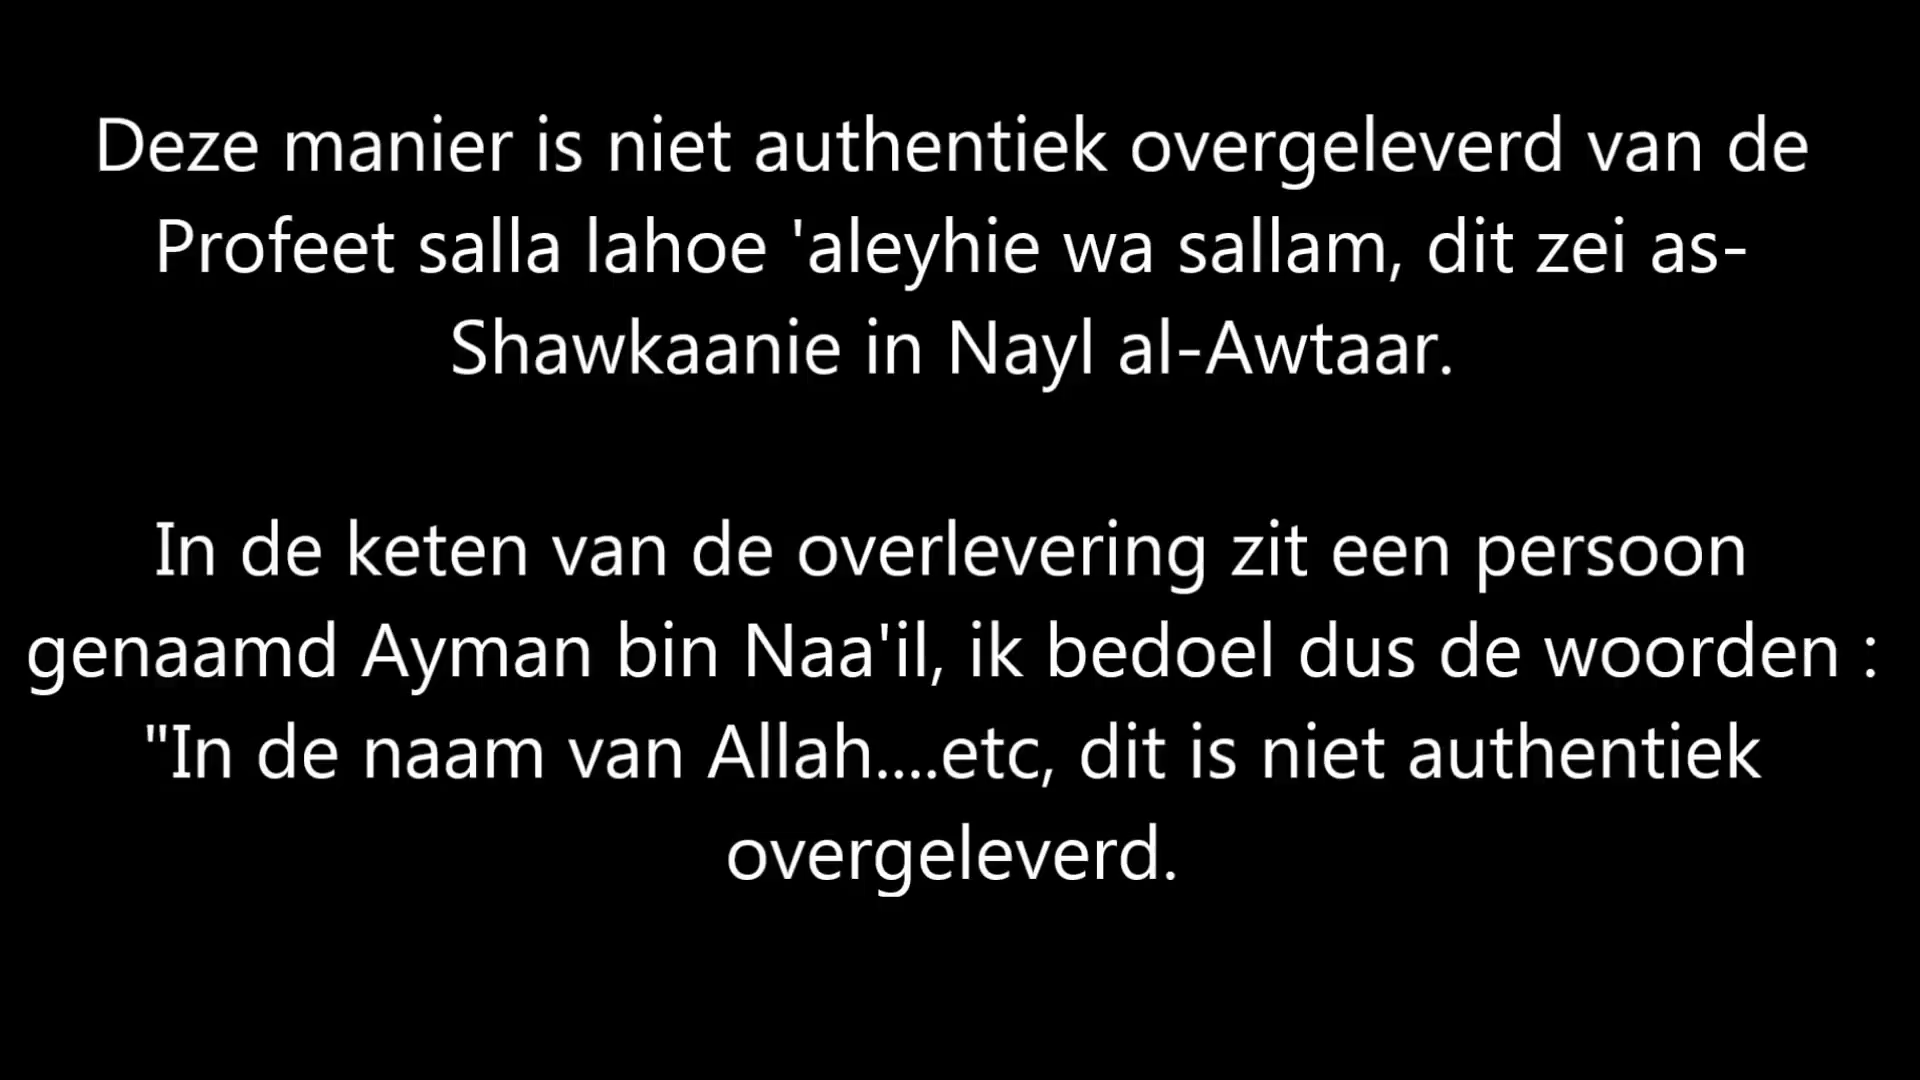 Deze manier is niet authentiek overgeleverd van de
Profeet salla lahoe 'aleyhie wa sallam, dit zei as-
Shawkaanie in Nayl al-Awtaar.
In de keten van de overlevering zit een persoon
genaamd Ayman bin Naa'il, ik bedoel dus de woorden :
"In de naam van Allah....etc, dit is niet authentiek
overgeleverd.